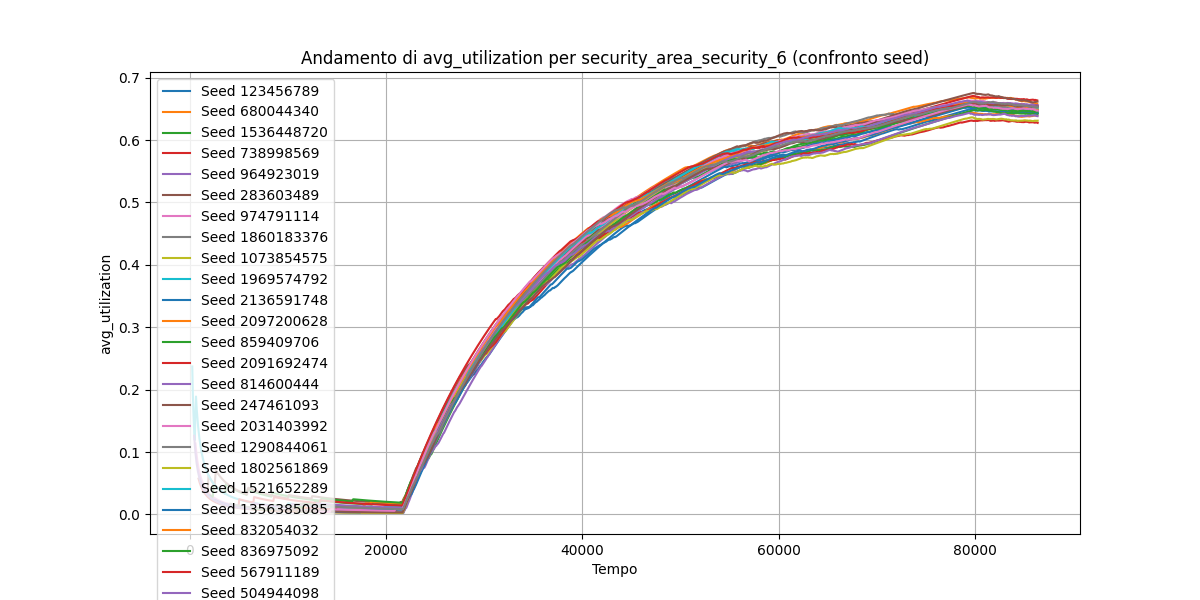 Andamento di avg_utilization per security_area_security_6 (confronto seed)
avg_utilization
0.7
0.6
0.5
0.4
0.3
0.2
0.1
0.0
Seed 123456789
Seed 680044340
Seed 1536448720
Seed 738998569
Seed 964923019
Seed 283603489
Seed 974791114
Seed 1860183376
Seed 1073854575
Seed 1969574792
Seed 2136591748
Seed 2097200628
Seed 859409706
Seed 2091692474
Seed 814600444
Seed 247461093
Seed 2031403992
Seed 1290844061
Seed 1802561869
Seed 1521652289
Seed 1356385085
Seed 832054032
Seed 836975092
Seed 567911189
Seed 504944098
0 20000 40000 60000 80000
Tempo